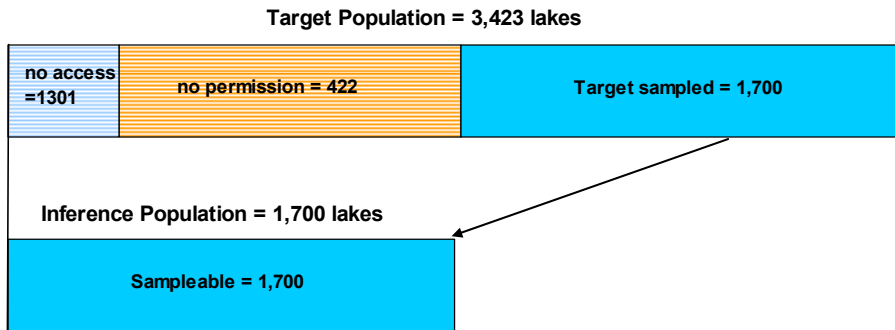 Target Population = 3,423 lakes
no access
=1301
no permission = 422
Target sampled = 1,700
Inference Population = 1,700 lakes
Sampleable = 1,700